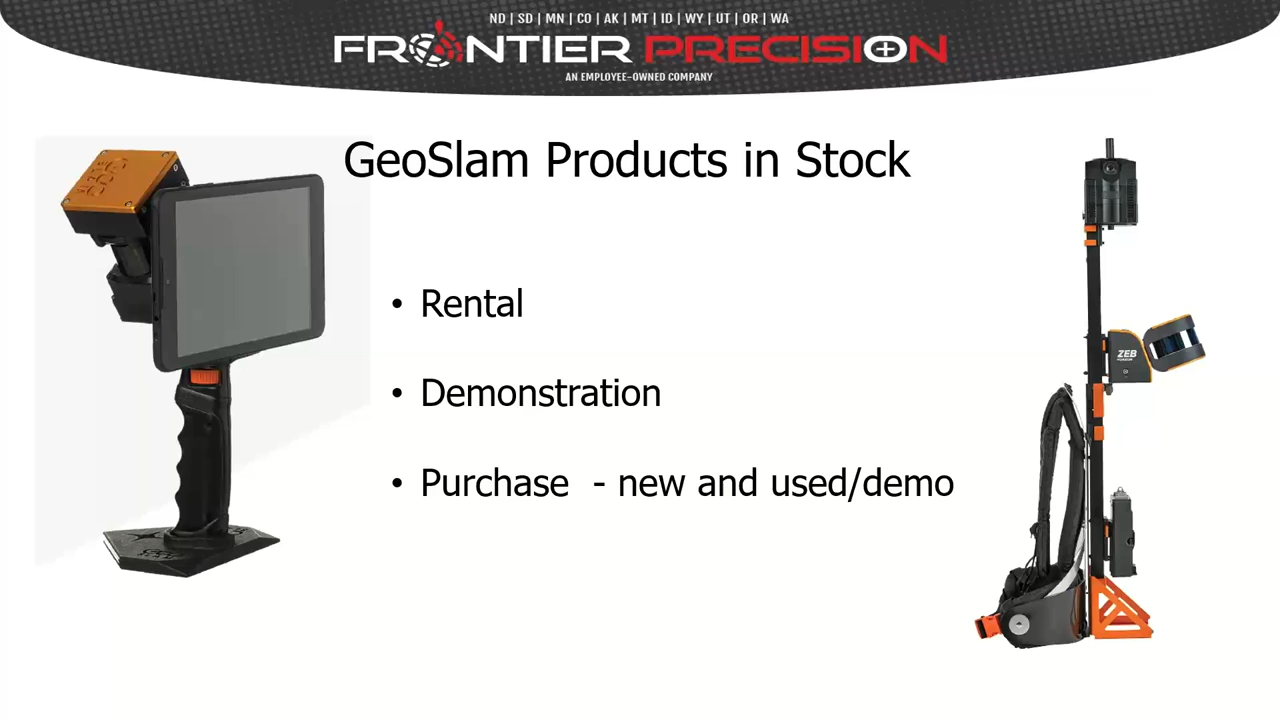 ND | SD | MN | CO | AK | MT | ID | WY | UT | OR | WA
FRONTIER PRECISION
AN EMPLOYEE-OWNED COMPANY
GeoSlam Products in Stock
• Rental
• Demonstration
• Purchase - new and used/demo
ZEB